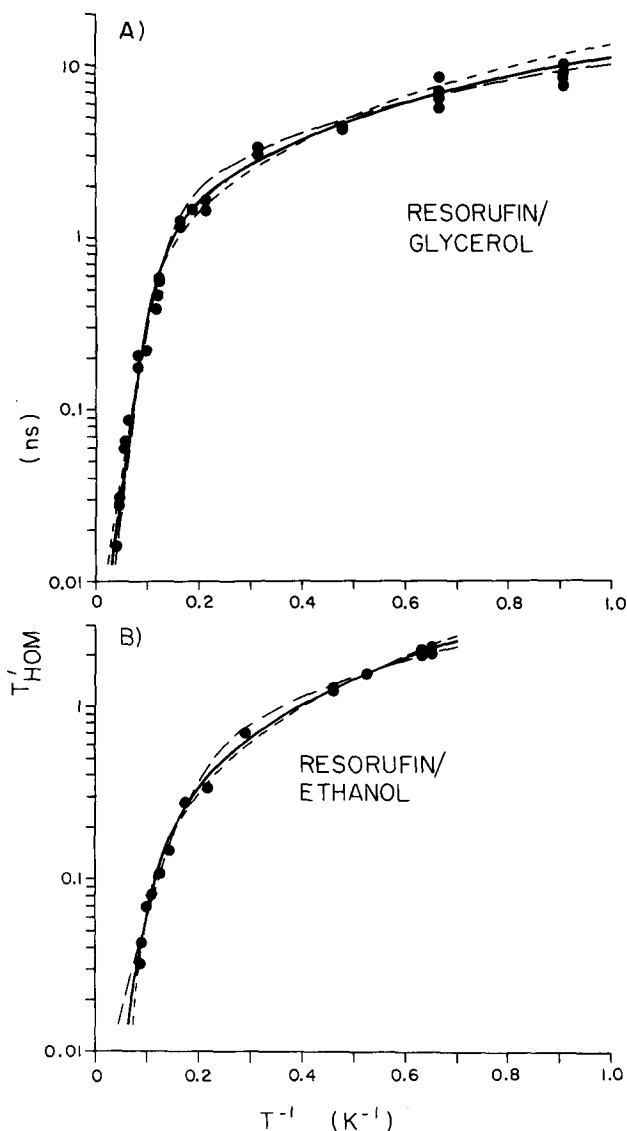 A)
10
1
0.1
0.01
(ns)
RESORUFIN/
GLYCEROL
0
0.2
0.4
0.6
0.8
1.0
T'HOM
B)
1
0.1
0.01
RESORUFIN/
ETHANOL
0
0.2
0.4
0.6
0.8
1.0
T⁻¹ (K⁻¹)